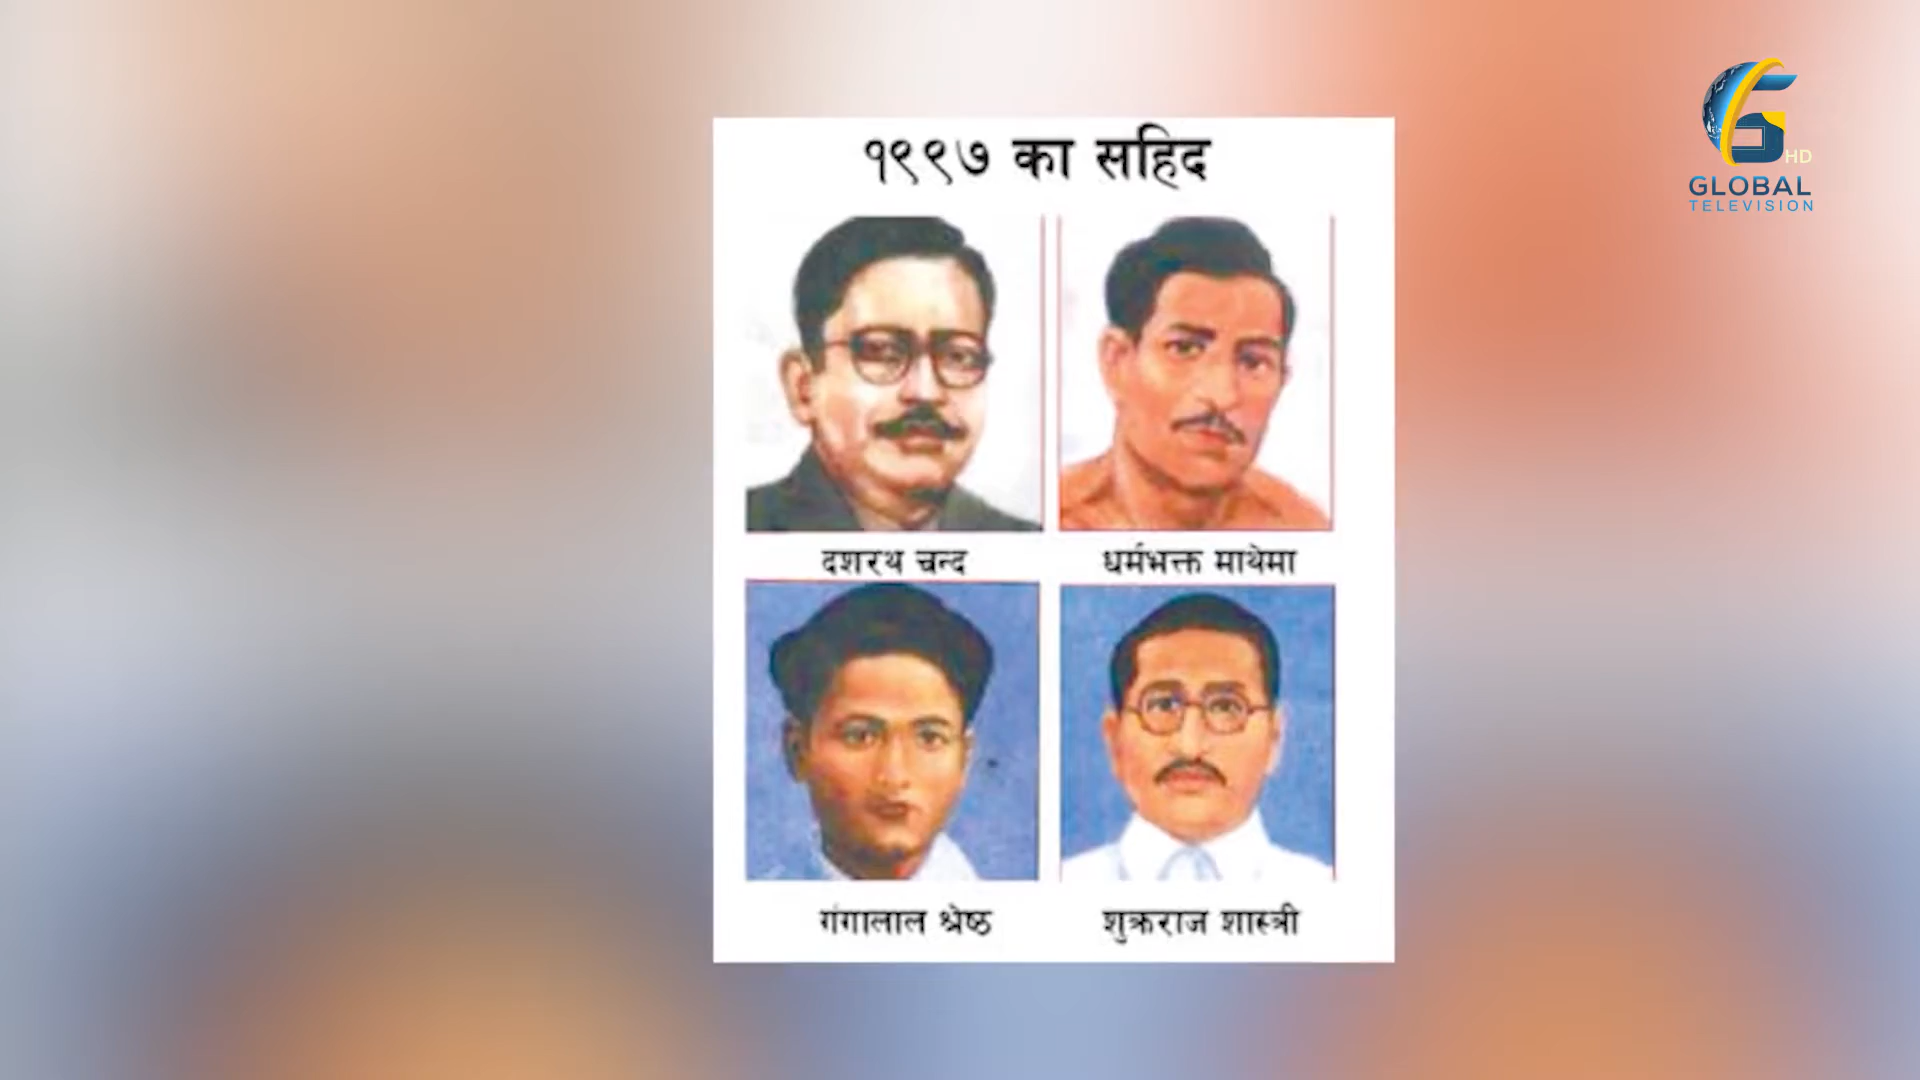 १९९७ का सहिद
दशरथ चन्द
धर्मभक्त माथेमा
गंगालाल श्रेष्ठ
शुक्रराज शास्त्री
G HD
GLOBAL
TELEVISION